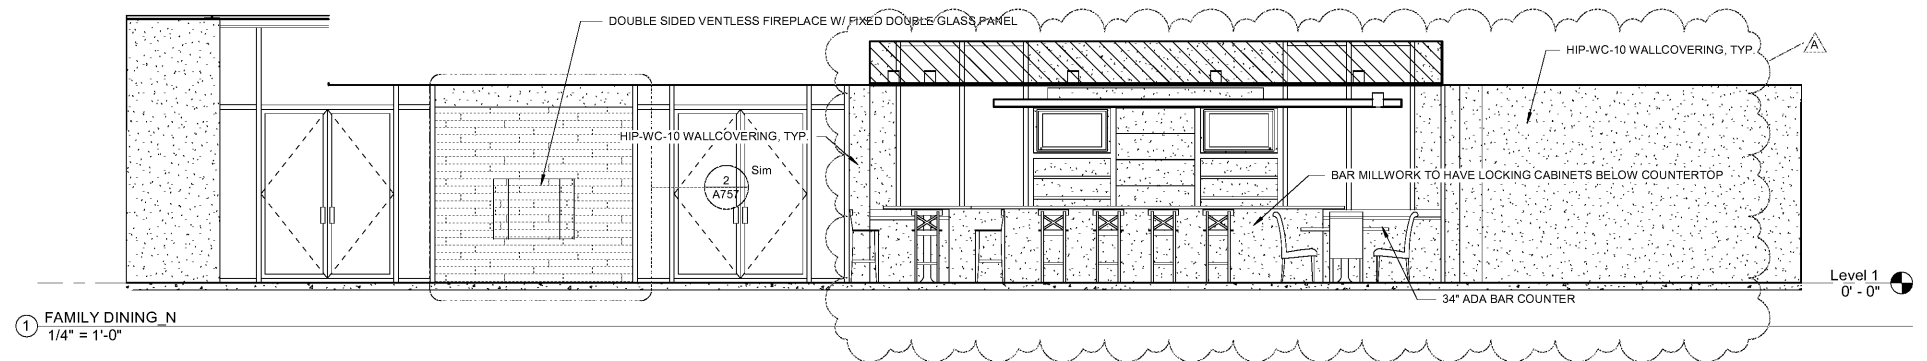 DOUBLE SIDED VENTLESS FIREPLACE W/ FIXED DOUBLE GLASS PANEL
HIP-WC-10 WALLCOVERING, TYP.
A
HIP-WC-10 WALLCOVERING, TYP.
2
A757
Sim
BAR MILLWORK TO HAVE LOCKING CABINETS BELOW COUNTERTOP
34" ADA BAR COUNTER
Level 1
0' - 0"
1
FAMILY DINING_N
1/4" = 1'-0"